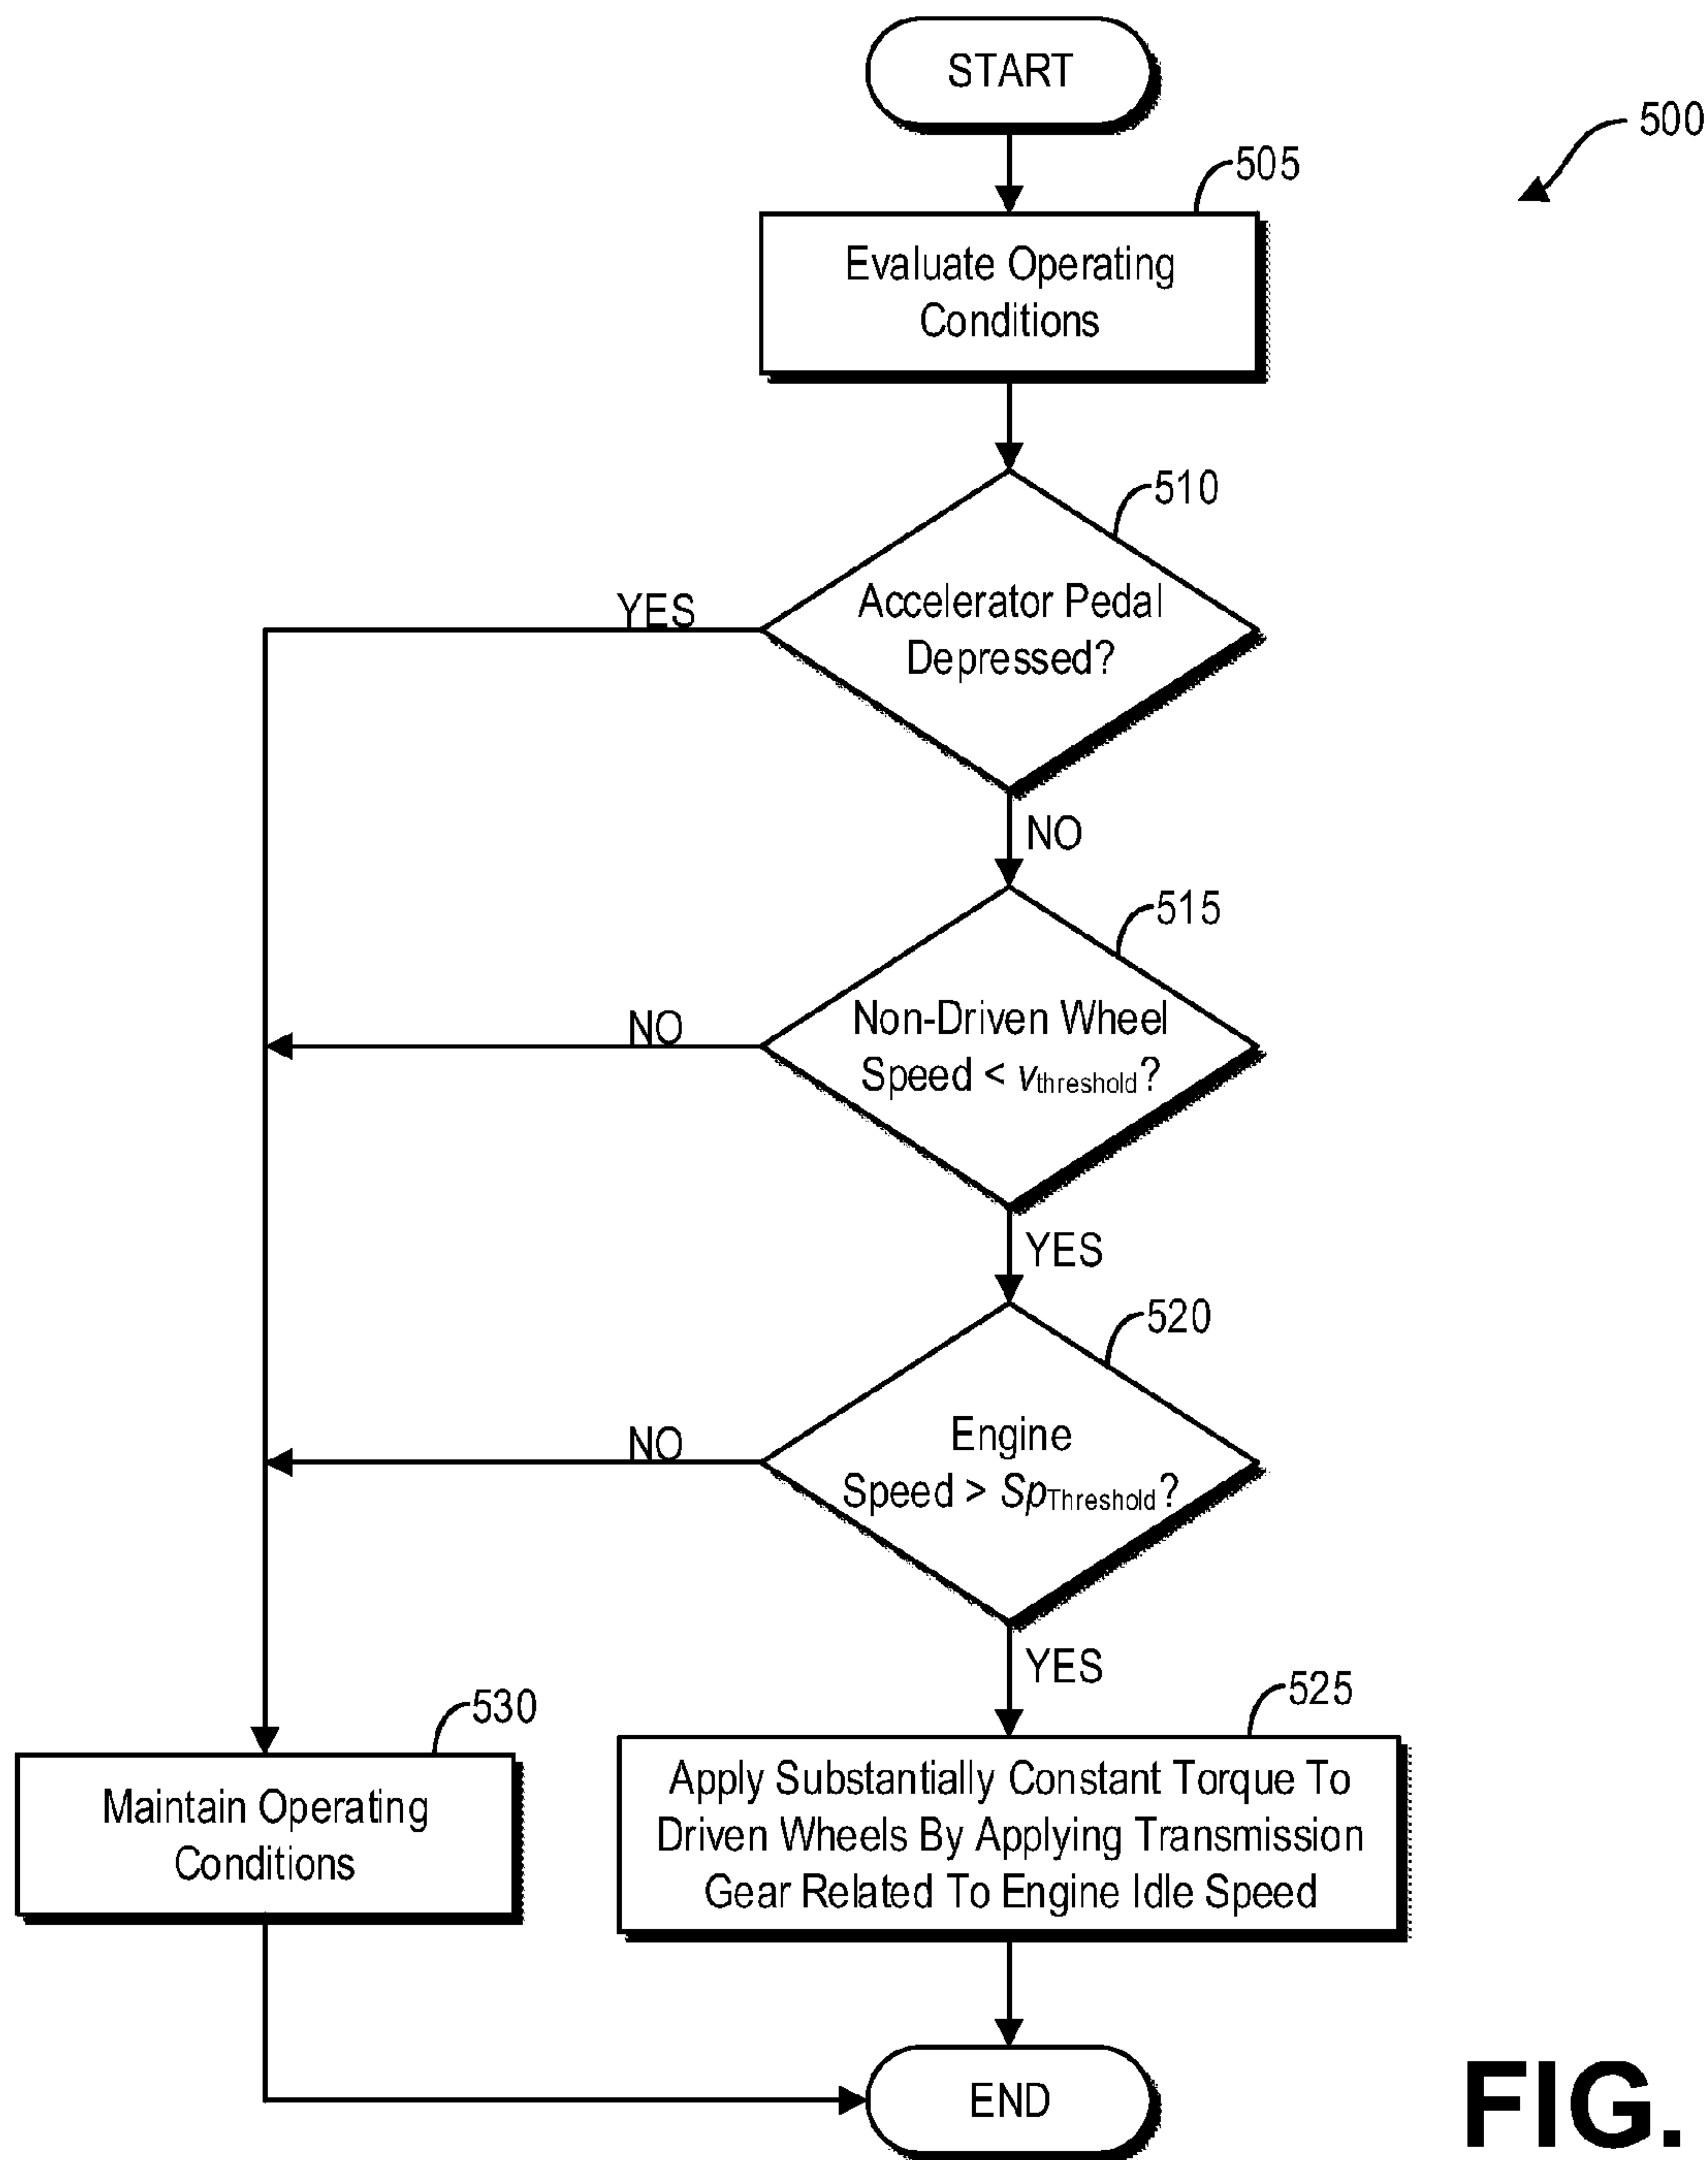 START
500
505
Evaluate Operating
Conditions
510
Accelerator Pedal
Depressed?
YES
NO
515
Non-Driven Wheel
Speed < vthreshold?
NO
YES
520
Engine
Speed > SpThreshold?
NO
YES
525
530
Apply Substantially Constant Torque To
Driven Wheels By Applying Transmission
Gear Related To Engine Idle Speed
Maintain Operating
Conditions
END
FIG.